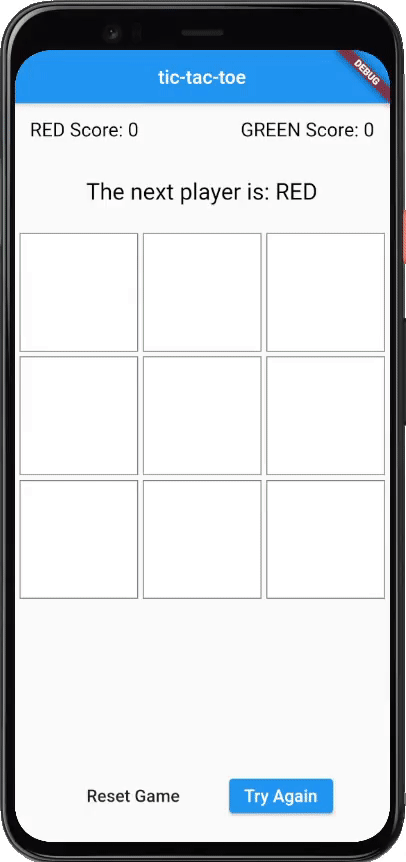 tic-tac-toe
DEBUG
RED Score: 0
GREEN Score: 0
The next player is: RED
Reset Game
Try Again